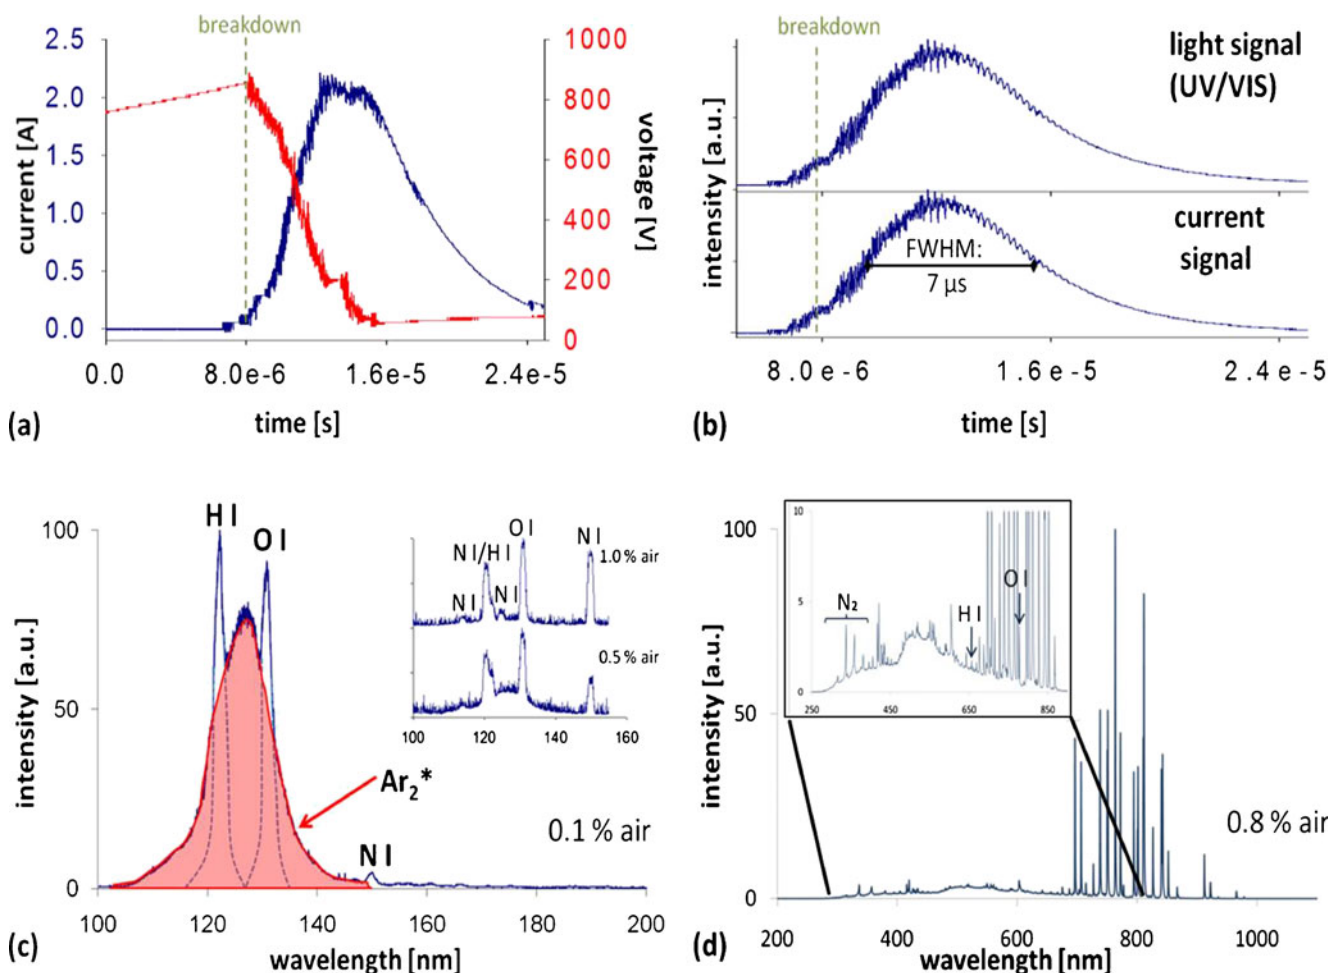 breakdown
2.5
2.0
1.5
1.0
0.5
0.0
current [A]
1000
800
600
400
200
0
voltage [V]
0.0 8.0e-6 1.6e-5 2.4e-5
time [s]
(a)
breakdown
light signal
(UV/VIS)
current
signal
FWHM:
7 µs
intensity [a.u.]
8.0e-6 1.6e-5 2.4e-5
time [s]
(b)
100
50
0
intensity [a.u.]
H I
O I
Ar2*
N I
0.1 % air
N I/H I
O I
N I
1.0 % air
N I
N I
0.5 % air
100 120 140 160
100 120 140 160 180 200
wavelength [nm]
(c)
100
50
0
intensity [a.u.]
10
5
0
N2
H I
O I
250 450 650 850
0.8 % air
200 400 600 800 1000
wavelength [nm]
(d)